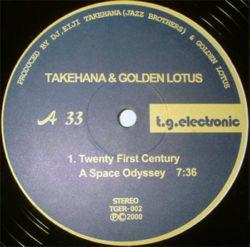 PRODUCED BY DJ.EIJI TAKEHANA (JAZZ BROTHERS) & GOLDEN LOTUS
TAKEHANA & GOLDEN LOTUS
A 33
t.g.electronic
1. Twenty First Century
A Space Odyssey 7:36
STEREO
TGER-002
ⓅⒸ2000